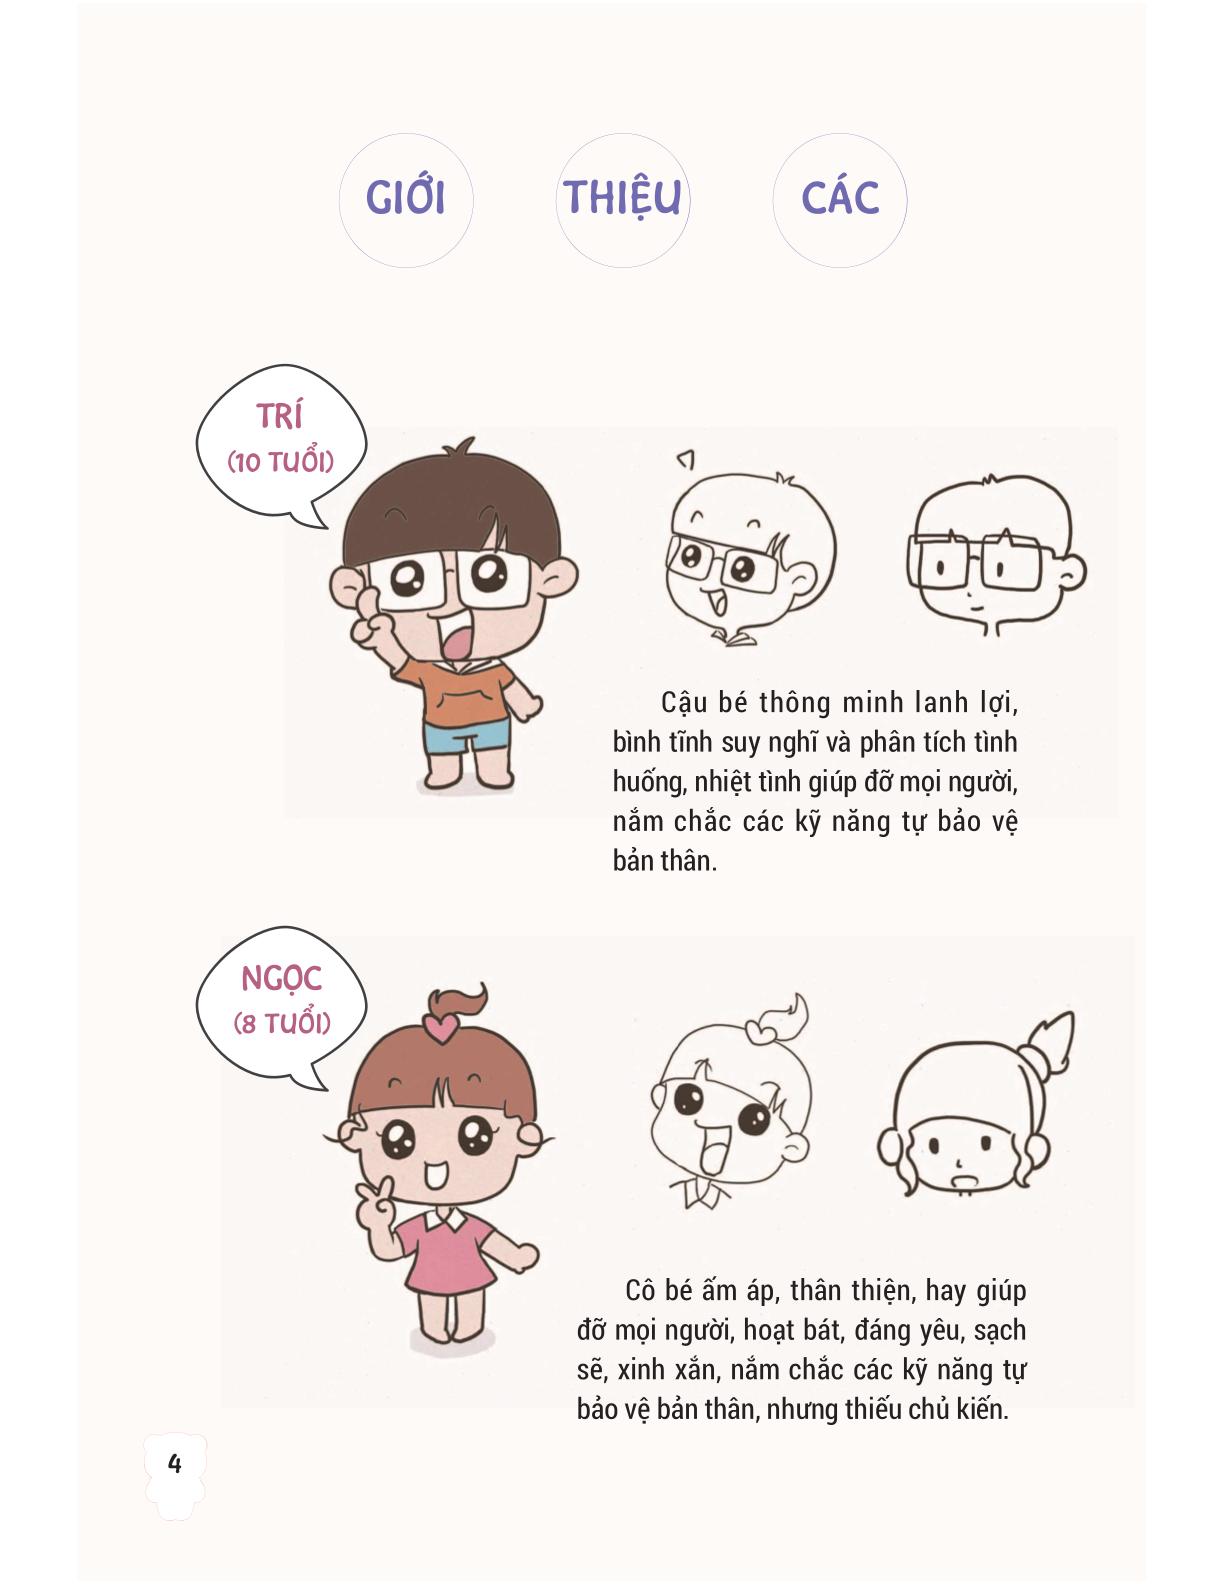 GIỚI THIỆU CÁC
TRÍ
(10 TUỔI)
Cậu bé thông minh lanh lợi,
bình tĩnh suy nghĩ và phân tích tình
huống, nhiệt tình giúp đỡ mọi người,
nắm chắc các kỹ năng tự bảo vệ
bản thân.
NGỌC
(8 TUỔI)
Cô bé ấm áp, thân thiện, hay giúp
đỡ mọi người, hoạt bát, đáng yêu, sạch
sẽ, xinh xắn, nắm chắc các kỹ năng tự
bảo vệ bản thân, nhưng thiếu chủ kiến.
4